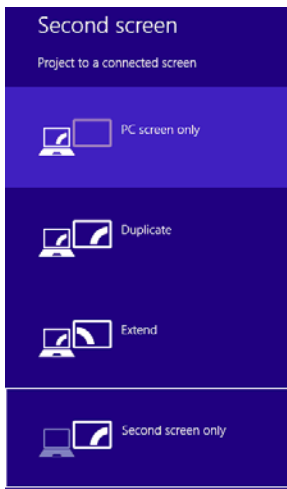 Second screen
Project to a connected screen
PC screen only
Duplicate
Extend
Second screen only